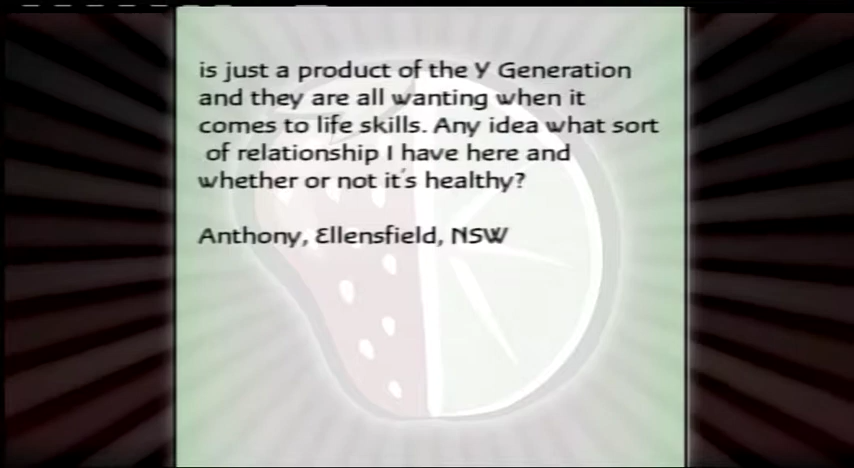 is just a product of the Y Generation
and they are all wanting when it
comes to life skills. Any idea what sort
of relationship I have here and
whether or not it's healthy?
Anthony, Ellensfield, NSW